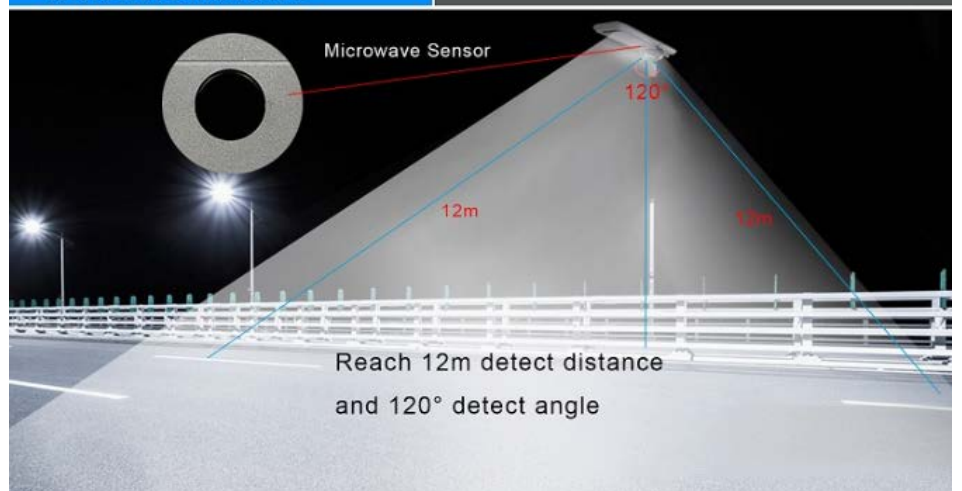 Microwave Sensor
120°
12m
12m
Reach 12m detect distance
and 120° detect angle